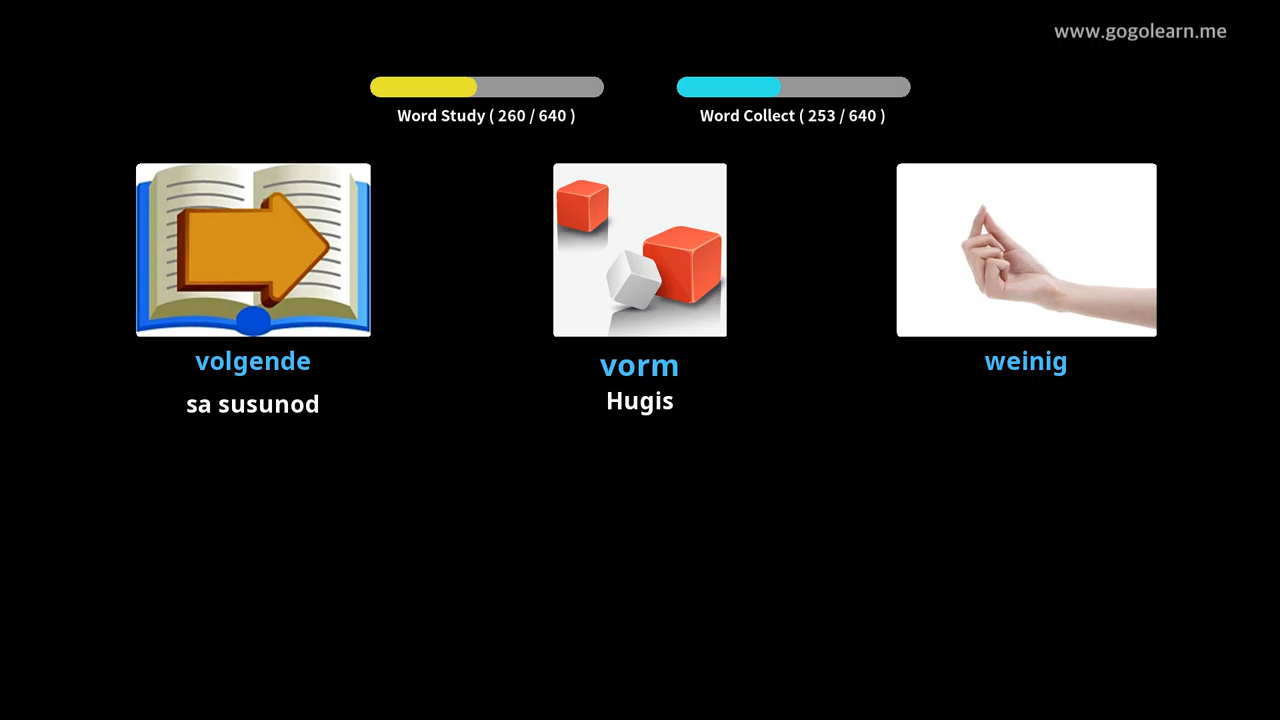 www.gogolearn.me
Word Study ( 260 / 640 )
Word Collect ( 253 / 640 )
volgende
sa susunod
vorm
Hugis
weinig